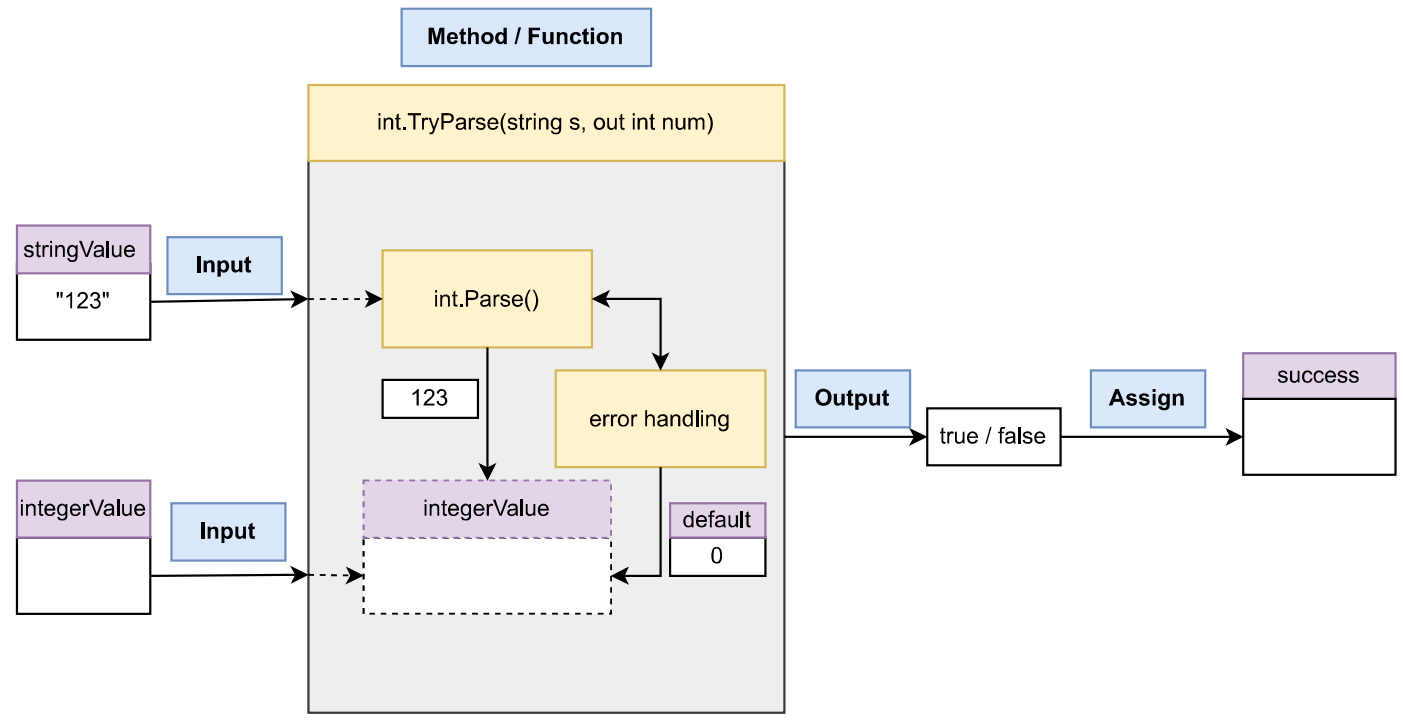 Method / Function
int.TryParse(string s, out int num)
stringValue
"123"
Input
int.Parse()
123
error handling
integerValue
Input
integerValue
default
0
Output
true / false
Assign
success